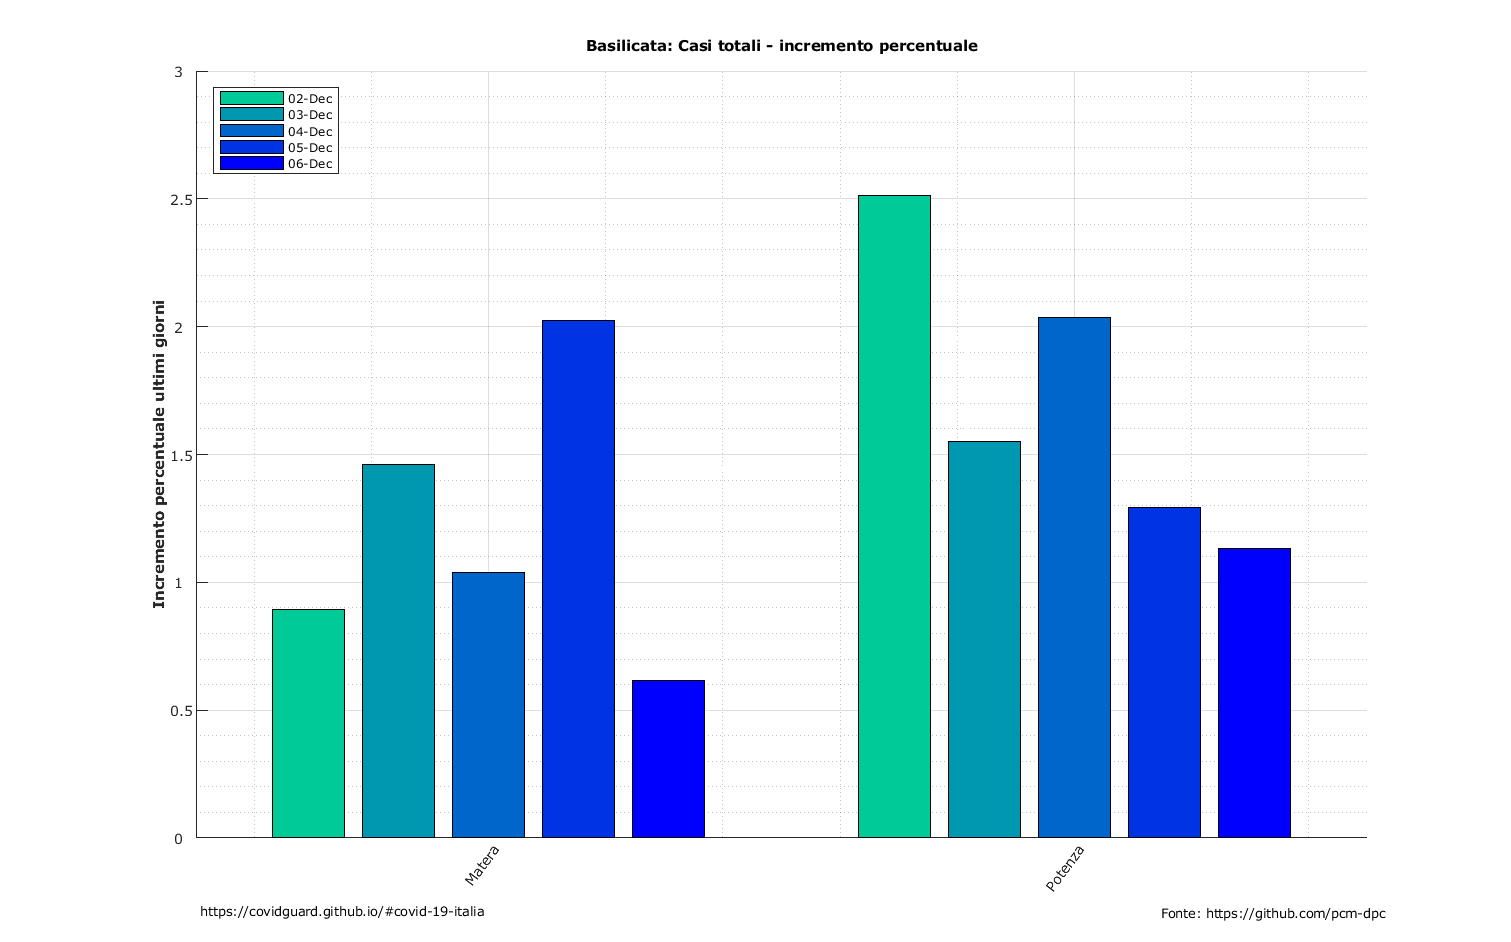 Basilicata: Casi totali - incremento percentuale
3
2.5
2
1.5
1
0.5
0
Incremento percentuale ultimi giorni
02-Dec
03-Dec
04-Dec
05-Dec
06-Dec
Matera
Potenza
https://covidguard.github.io/#covid-19-italia
Fonte: https://github.com/pcm-dpc